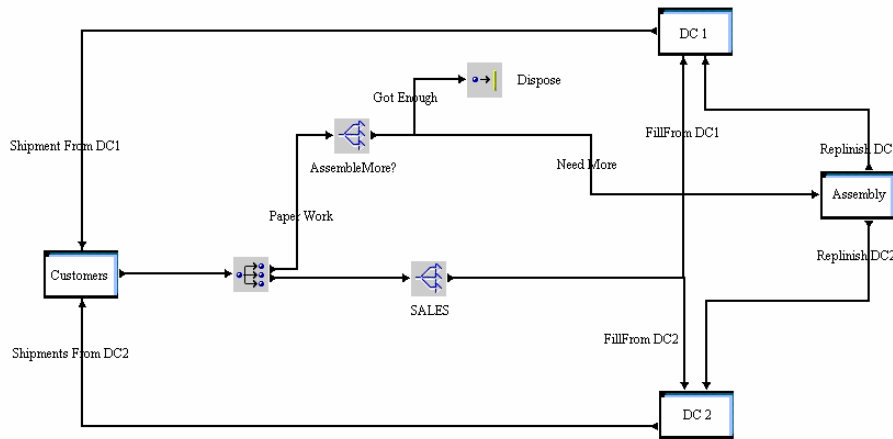 DC 1
Dispose
Got Enough
Shipment From DC1
FillFrom DC1
Replinish DC
AssembleMore?
Need More
Assembly
Paper Work
Replinish DC2
Customers
SALES
Shipments From DC2
FillFrom DC2
DC 2